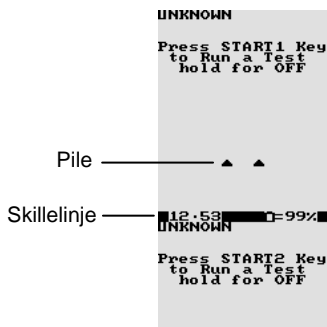 UNKNOWN
Press START1 Key
to Run a Test
hold for OFF
Pile
Skillelinje
12.53 =99%
UNKNOWN
Press START2 Key
to Run a Test
hold for OFF